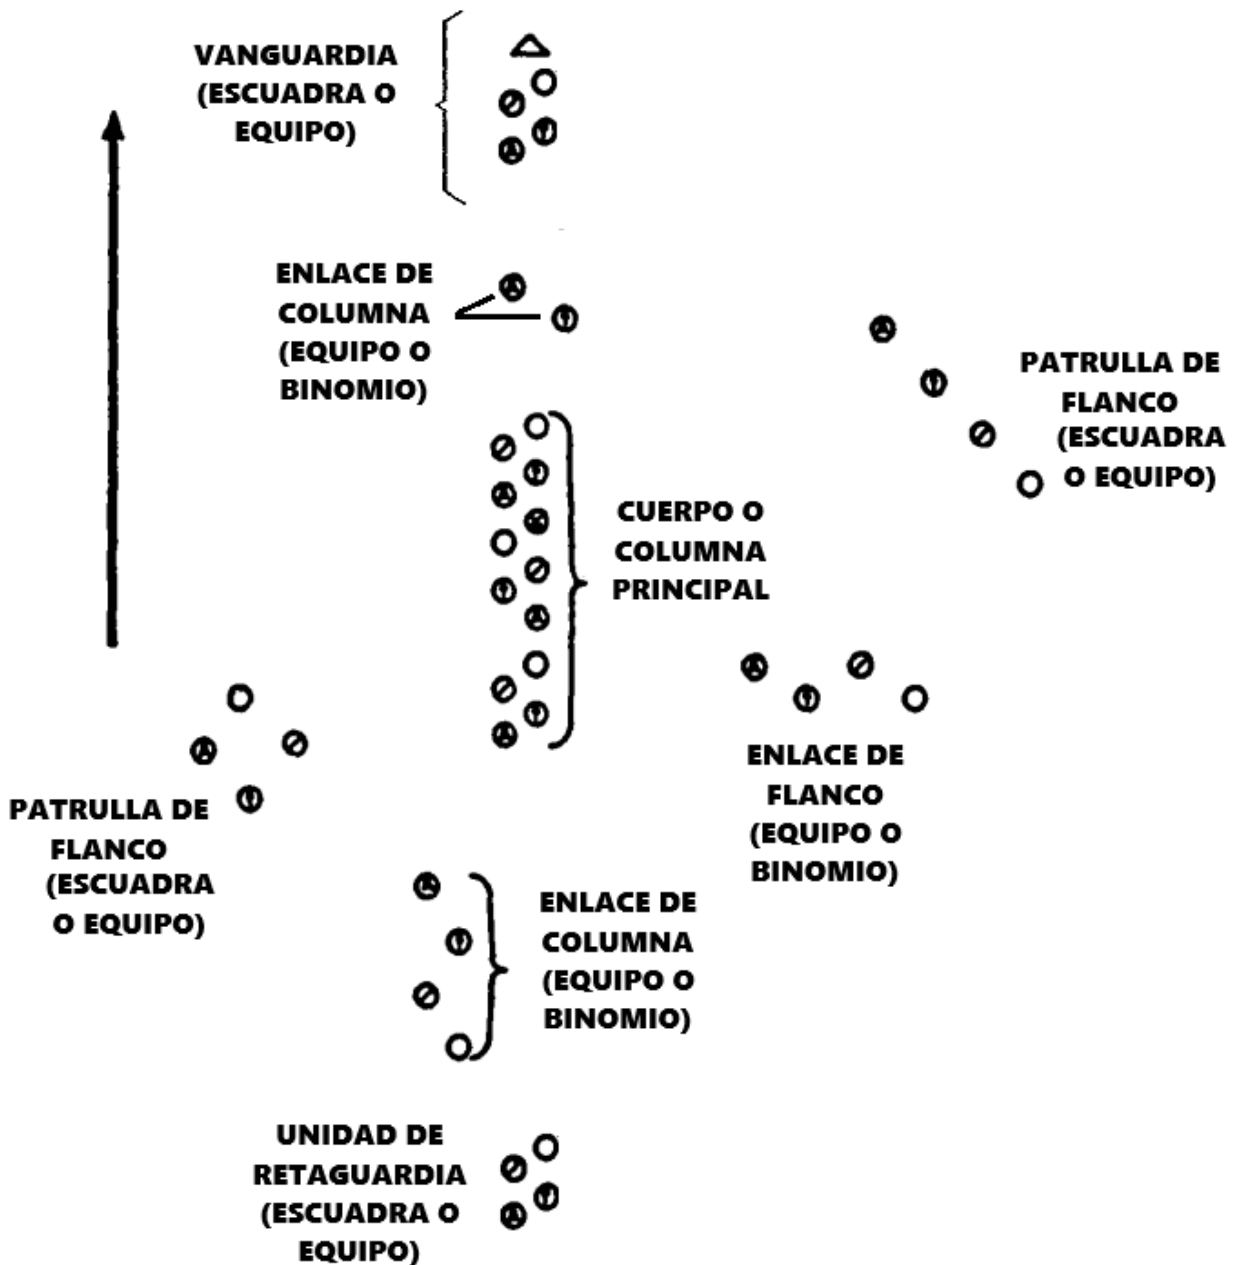 VANGUARDIA
(ESCUADRA O
EQUIPO)
ENLACE DE
COLUMNA
(EQUIPO O
BINOMIO)
PATRULLA DE
FLANCO
(ESCUADRA
O EQUIPO)
CUERPO O
COLUMNA
PRINCIPAL
ENLACE DE
FLANCO
(EQUIPO O
BINOMIO)
PATRULLA DE
FLANCO
(ESCUADRA
O EQUIPO)
ENLACE DE
COLUMNA
(EQUIPO O
BINOMIO)
UNIDAD DE
RETAGUARDIA
(ESCUADRA O
EQUIPO)